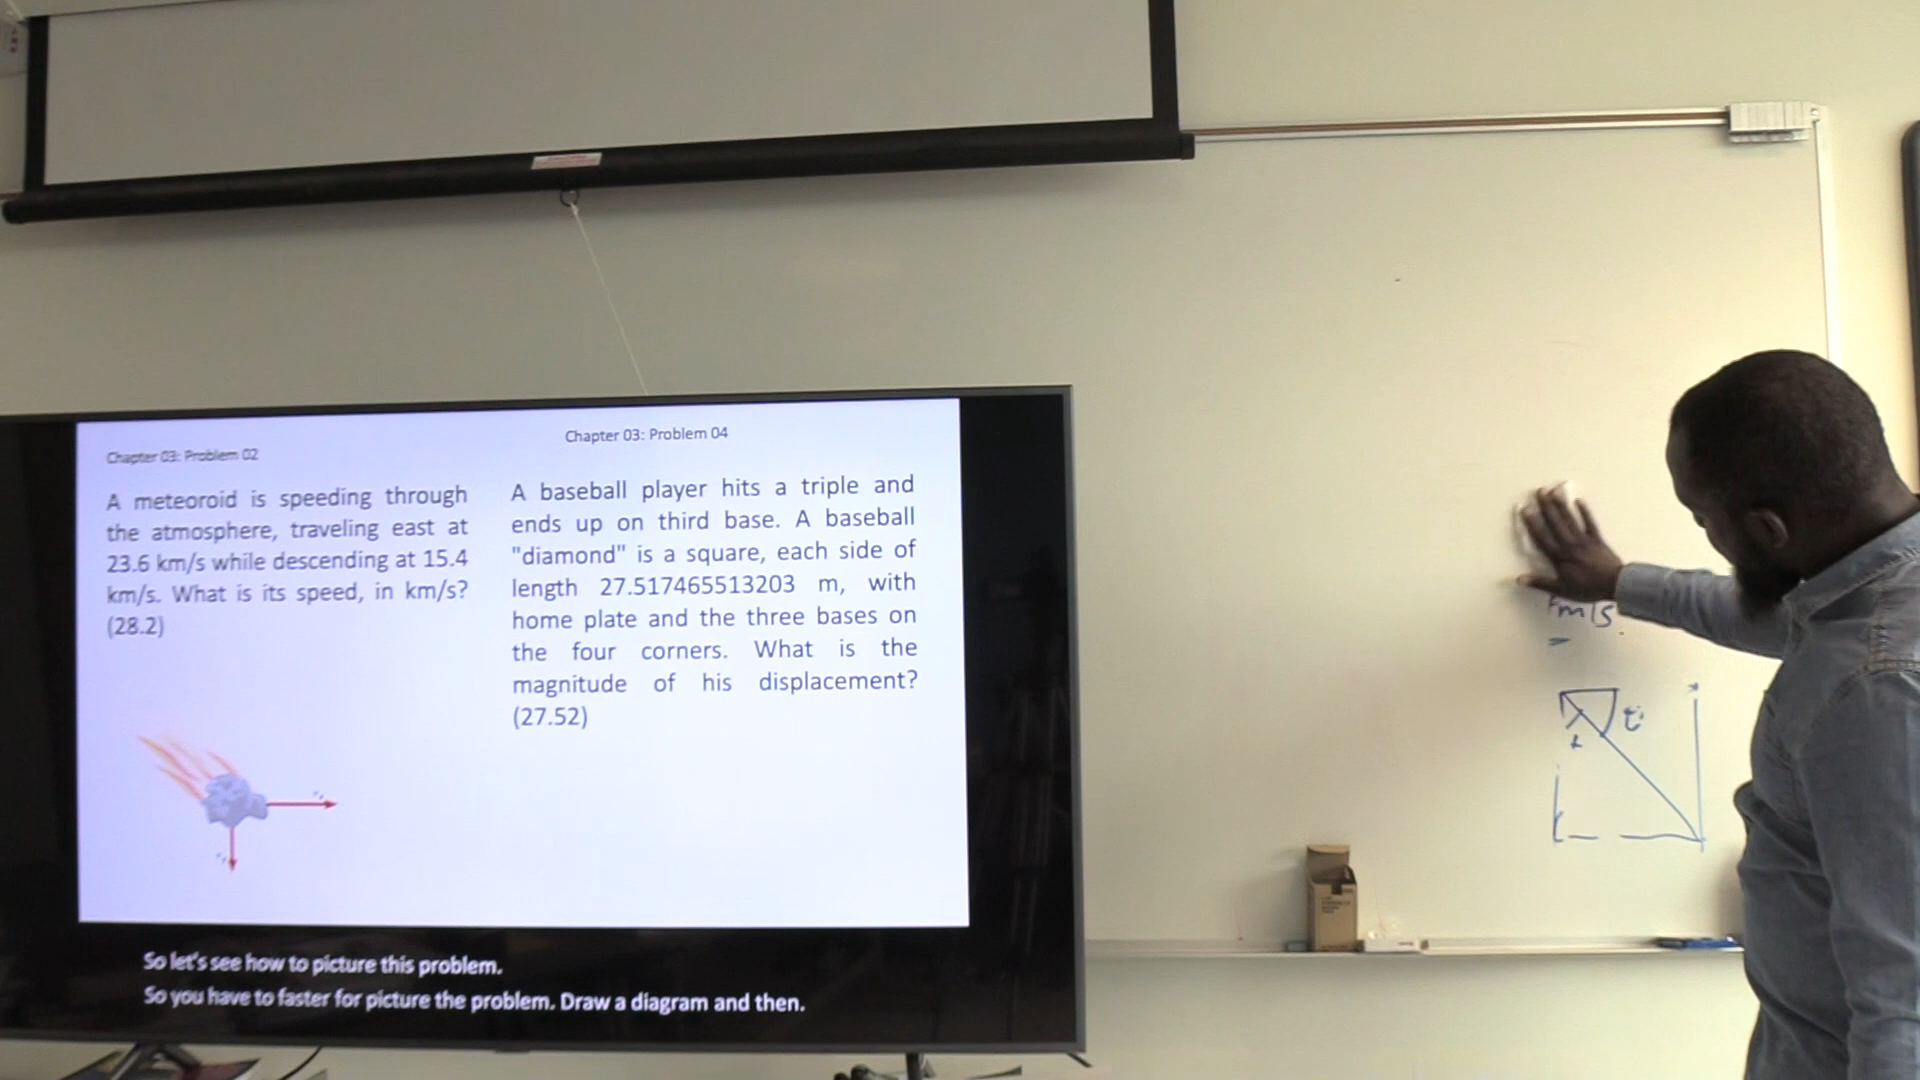 Chapter 03: Problem 02
A meteoroid is speeding through
the atmosphere, traveling east at
23.6 km/s while descending at 15.4
km/s. What is its speed, in km/s?
(28.2)
Chapter 03: Problem 04
A baseball player hits a triple and
ends up on third base. A baseball
"diamond" is a square, each side of
length 27.517465513203 m, with
home plate and the three bases on
the four corners. What is the
magnitude of his displacement?
(27.52)
So let's see how to picture this problem.
So you have to faster for picture the problem. Draw a diagram and then.
m/s.